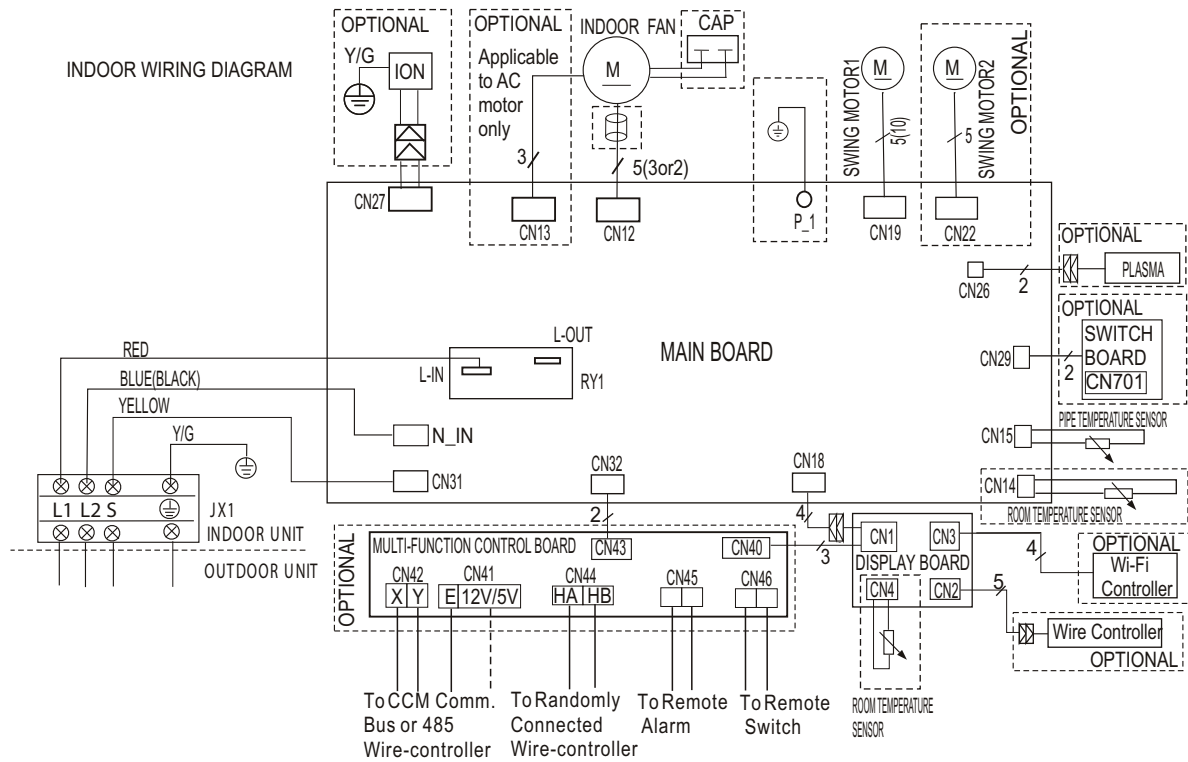 INDOOR WIRING DIAGRAM
OPTIONAL
Y/G
ION
CN27
OPTIONAL
Applicable
to AC
motor
only
3
CN13
INDOOR FAN
M
CAP
5(3or2)
CN12
P_1
SWING MOTOR1
M
5(10)
CN19
SWING MOTOR2
M
5
OPTIONAL
CN22
OPTIONAL
PLASMA
CN26
2
OPTIONAL
SWITCH
BOARD
CN701
CN29
2
PIPE TEMPERATURE SENSOR
CN15
CN14
ROOM TEMPERATURE SENSOR
MAIN BOARD
L-OUT
L-IN
RY1
RED
BLUE(BLACK)
YELLOW
Y/G
N_IN
CN31
L1 L2 S
JX1
INDOOR UNIT
OUTDOOR UNIT
CN32
2
CN18
4
OPTIONAL
MULTI-FUNCTION CONTROL BOARD
CN43
CN40
3
CN42
X Y
CN41
E 12V/5V
CN44
HA HB
CN45
CN46
To CCM Comm.
Bus or 485
Wire-controller
To Randomly
Connected
Wire-controller
To Remote
Alarm
To Remote
Switch
CN1
CN3
DISPLAY BOARD
CN4
CN2
ROOM TEMPERATURE
SENSOR
4
OPTIONAL
Wi-Fi
Controller
5
Wire Controller
OPTIONAL